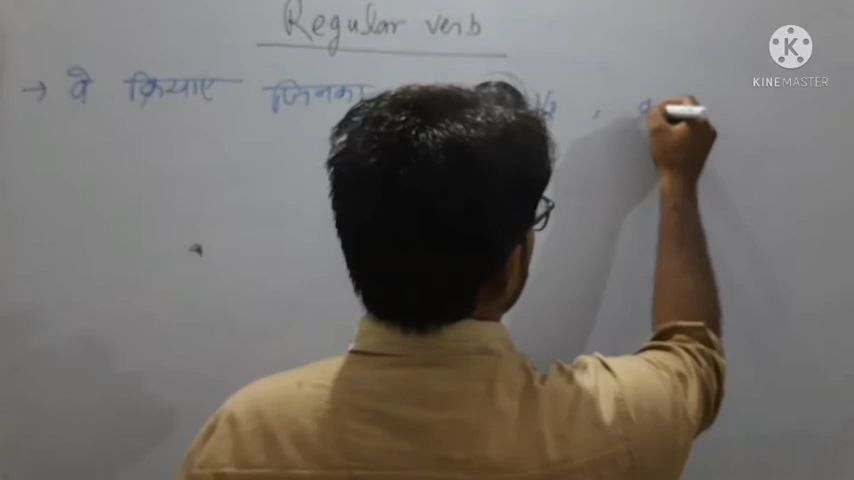 Regular verb
→ वे क्रियाए जिनका ,
K
KINEMASTER